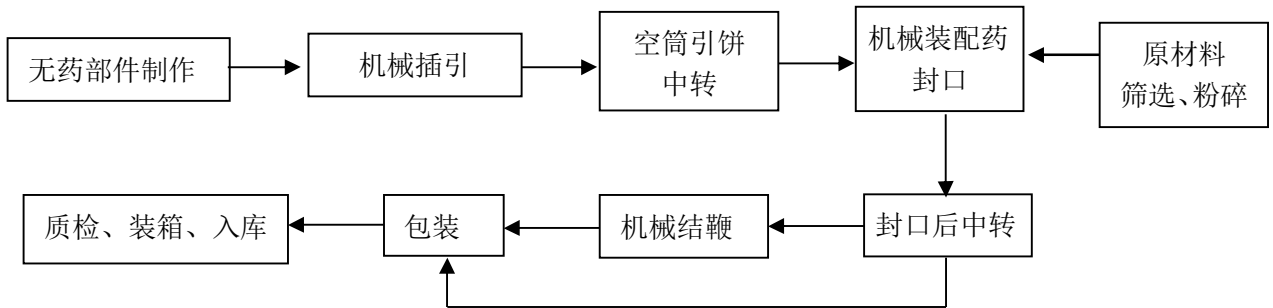 无药部件制作
机械插引
空筒引饼
中转
机械装配药
封口
原材料
筛选、粉碎
质检、装箱、入库
包装
机械结鞭
封口后中转